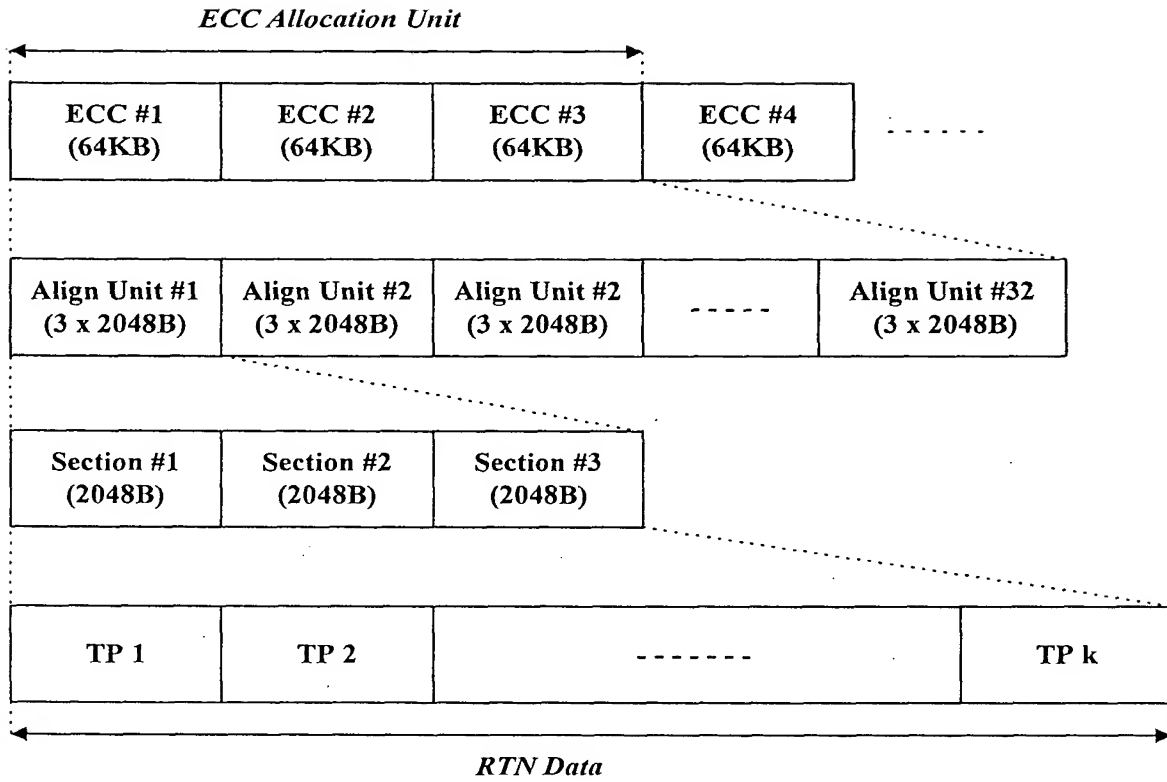 ECC Allocation Unit
ECC #1 ECC #2 ECC #3 ECC #4
(64KB) (64KB) (64KB) (64KB)
Align Unit #1 Align Unit #2 Align Unit #2 Align Unit #32
(3 x 2048B) (3 x 2048B) (3 x 2048B) (3 x 2048B)
Section #1 Section #2 Section #3
(2048B) (2048B) (2048B)
TP 1 TP 2 TP k
RTN Data